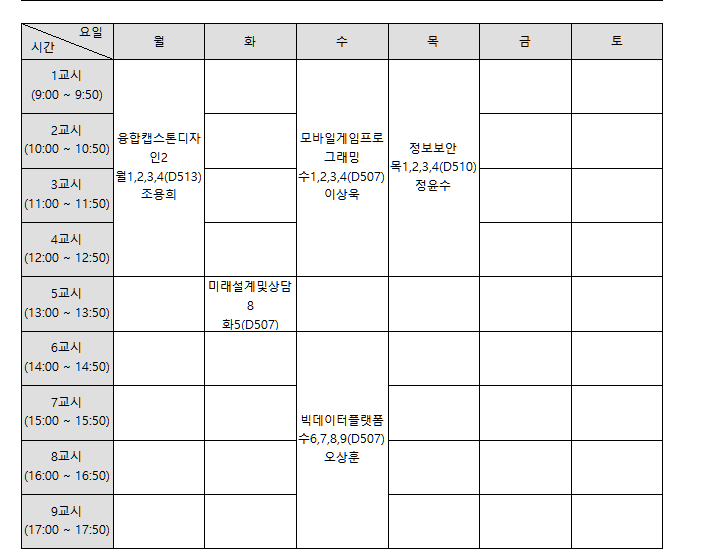 요일
시간
월
화
수
목
금
토
1교시
(9:00 ~ 9:50)
융합캡스톤디자
인2
월1,2,3,4(D513)
조용희
모바일게임프로
그래밍
수1,2,3,4(D507)
이상욱
정보보안
목1,2,3,4(D510)
정윤수
2교시
(10:00 ~ 10:50)
3교시
(11:00 ~ 11:50)
4교시
(12:00 ~ 12:50)
5교시
(13:00 ~ 13:50)
미래설계및상담
8
화5(D507)
6교시
(14:00 ~ 14:50)
빅데이터플랫폼
수6,7,8,9(D507)
오상훈
7교시
(15:00 ~ 15:50)
8교시
(16:00 ~ 16:50)
9교시
(17:00 ~ 17:50)